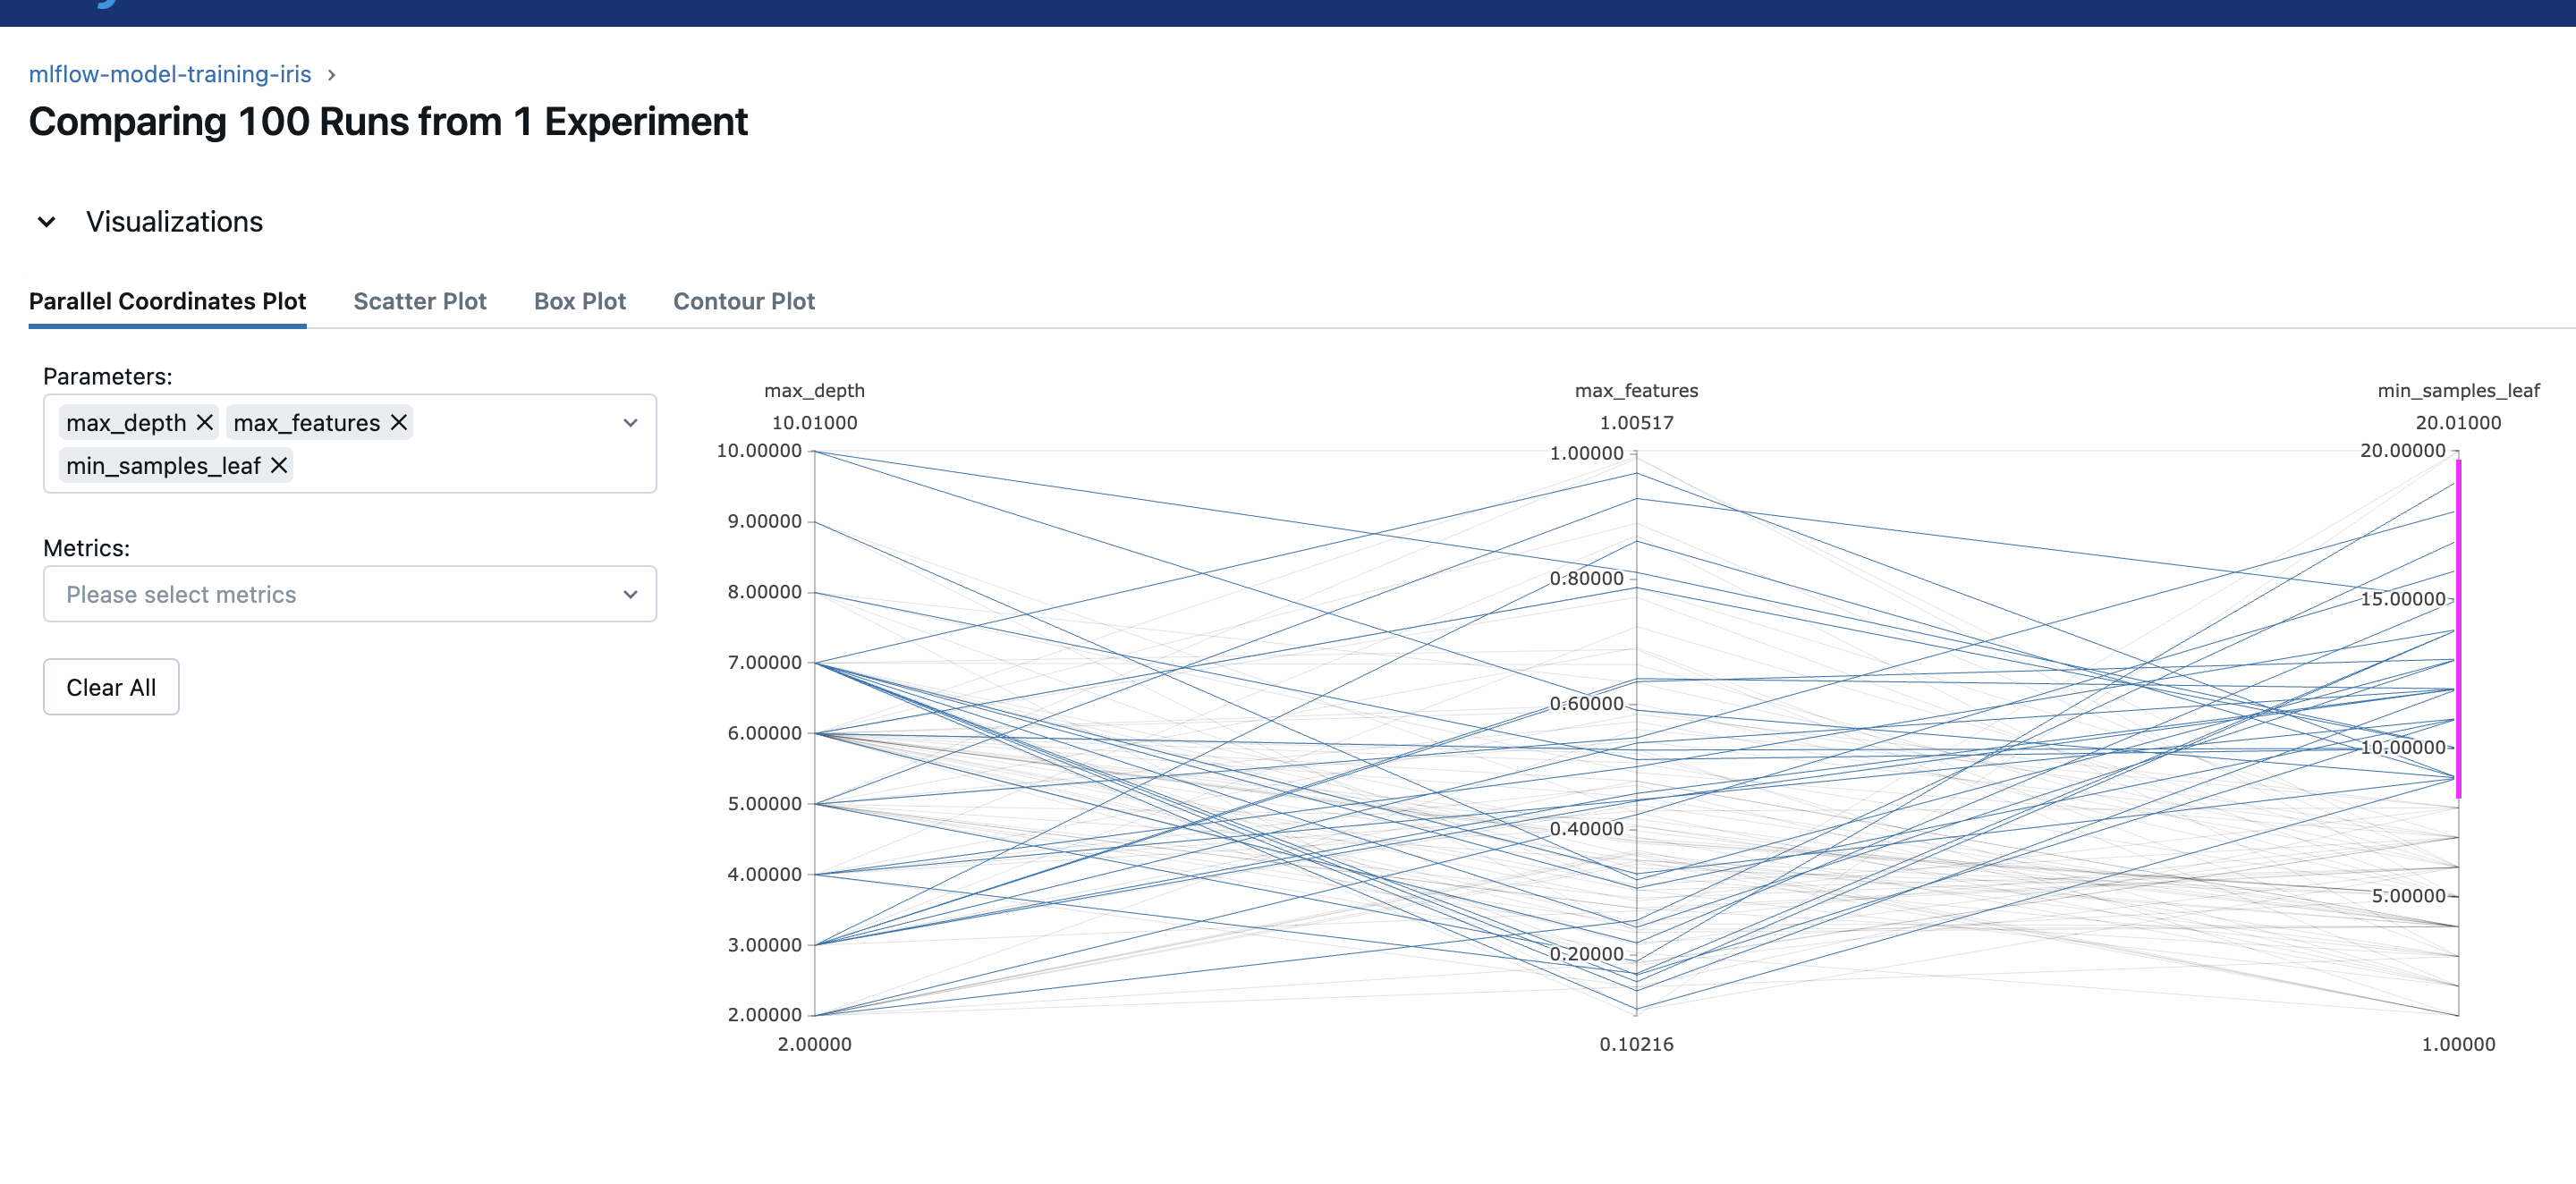 mlflow-model-training-iris
Comparing 100 Runs from 1 Experiment
Visualizations
Parallel Coordinates Plot
Scatter Plot
Box Plot
Contour Plot
Parameters:
max_depth
max_features
min_samples_leaf
Metrics:
Please select metrics
Clear All
max_depth
10.01000
10.00000
9.00000
8.00000
7.00000
6.00000
5.00000
4.00000
3.00000
2.00000
2.00000
max_features
1.00517
1.00000
0.80000
0.60000
0.40000
0.20000
0.10216
min_samples_leaf
20.01000
20.00000
15.00000
10.00000
5.00000
1.00000